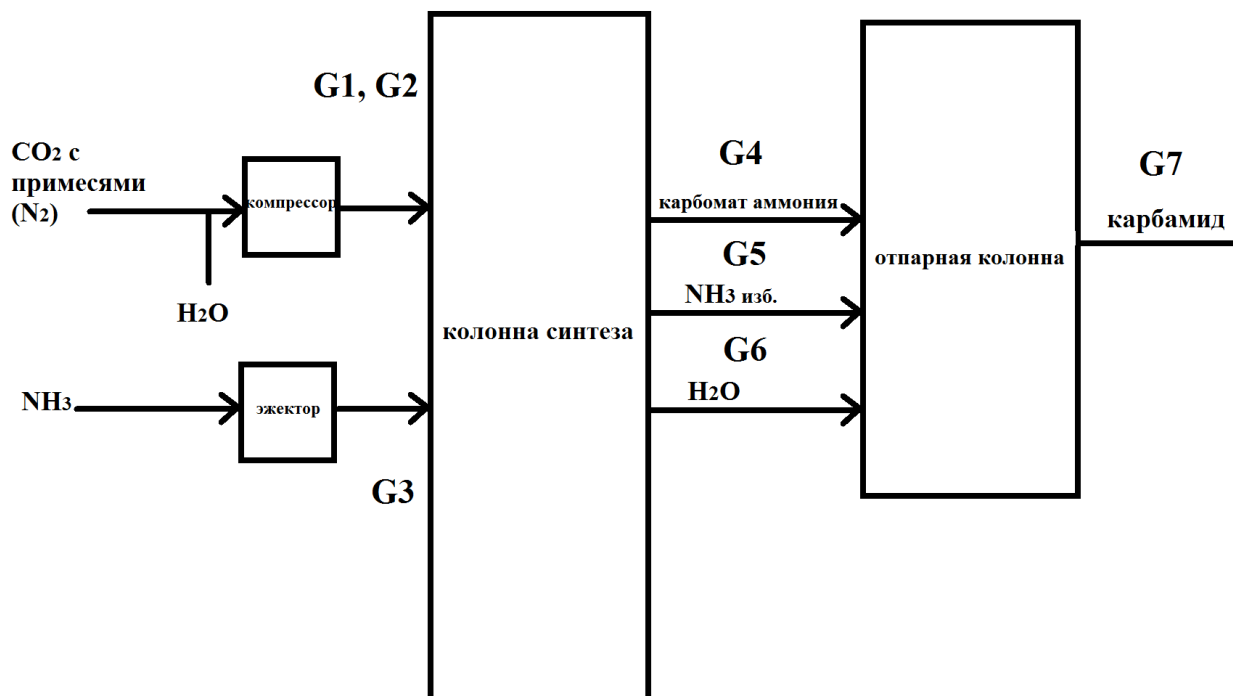 G1, G2
CO2 с
примесями
(N2)
компрессор
H2O
NH3
эжектор
G3
колонна синтеза
G4
карбомат аммония
G5
NH3 изб.
G6
H2O
отпарная колонна
G7
карбамид